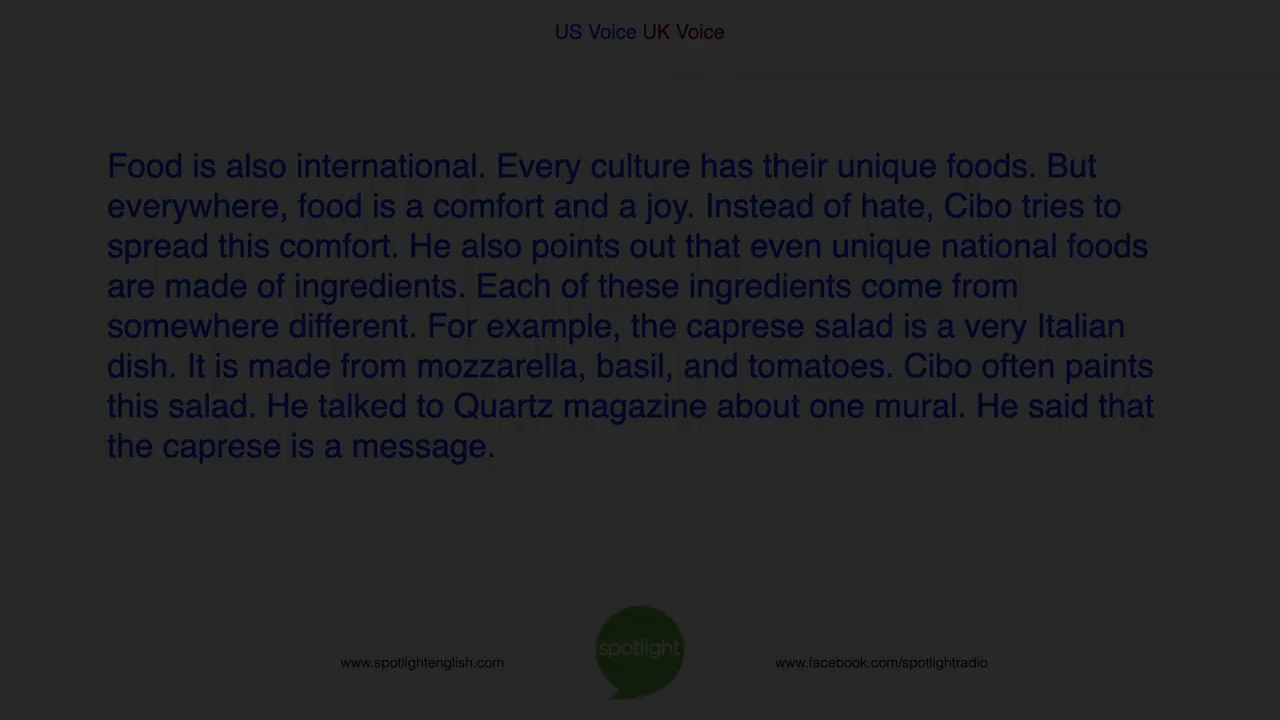 US Voice UK Voice
Food is also international. Every culture has their unique foods. But
everywhere, food is a comfort and a joy. Instead of hate, Cibo tries to
spread this comfort. He also points out that even unique national foods
are made of ingredients. Each of these ingredients come from
somewhere different. For example, the caprese salad is a very Italian
dish. It is made from mozzarella, basil, and tomatoes. Cibo often paints
this salad. He talked to Quartz magazine about one mural. He said that
the caprese is a message.
spotlight
www.spotlightenglish.com
www.facebook.com/spotlightradio